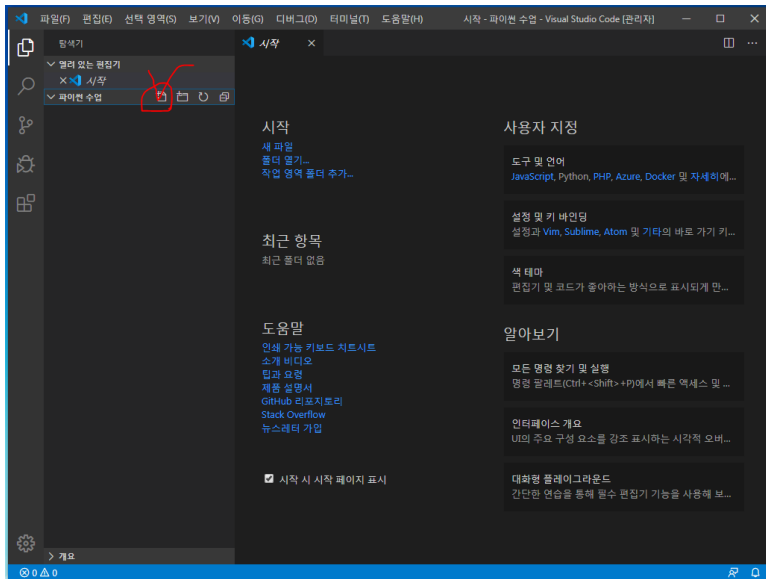 파일(F) 편집(E) 선택 영역(S) 보기(V) 이동(G) 디버그(D) 터미널(T) 도움말(H) 시작 - 파이썬 수업 - Visual Studio Code [관리자]
탐색기
시작
열려 있는 편집기
시작
파이썬 수업
시작
새 파일
폴더 열기...
작업 영역 폴더 추가...
최근 항목
최근 폴더 없음
도움말
인쇄 가능 키보드 치트시트
소개 비디오
팁과 요령
제품 설명서
GitHub 리포지토리
Stack Overflow
뉴스레터 가입
시작 시 시작 페이지 표시
사용자 지정
도구 및 언어
JavaScript, Python, PHP, Azure, Docker 및 자세히에...
설정 및 키 바인딩
설정과 Vim, Sublime, Atom 및 기타의 바로 가기 키...
색 테마
편집기 및 코드가 좋아하는 방식으로 표시되게 만...
알아보기
모든 명령 찾기 및 실행
명령 팔레트(Ctrl+<Shift>+P)에서 빠른 액세스 및 ...
인터페이스 개요
UI의 주요 구성 요소를 강조 표시하는 시각적 오버...
대화형 플레이그라운드
간단한 연습을 통해 필수 편집기 기능을 사용해 보...
개요
0 0